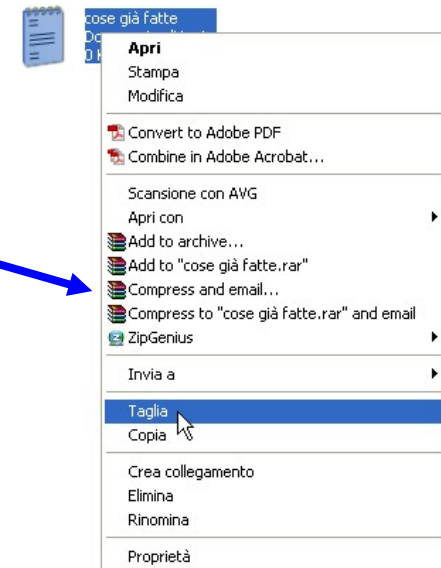 cose già fatte
Apri
Stampa
Modifica
Convert to Adobe PDF
Combine in Adobe Acrobat...
Scansione con AVG
Apri con
Add to archive...
Add to "cose già fatte.rar"
Compress and email...
Compress to "cose già fatte.rar" and email
ZipGenius
Invia a
Taglia
Copia
Crea collegamento
Elimina
Rinomina
Proprietà